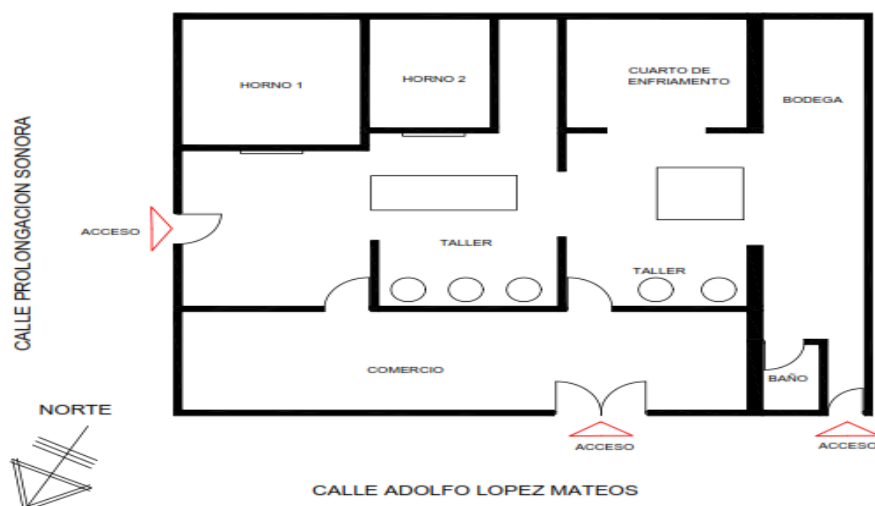 HORNO 1
HORNO 2
CUARTO DE
ENFRIAMENTO
BODEGA
CALLE PROLONGACION SONORA
ACCESO
TALLER
TALLER
COMERCIO
BAÑO
NORTE
ACCESO
ACCESO
CALLE ADOLFO LOPEZ MATEOS